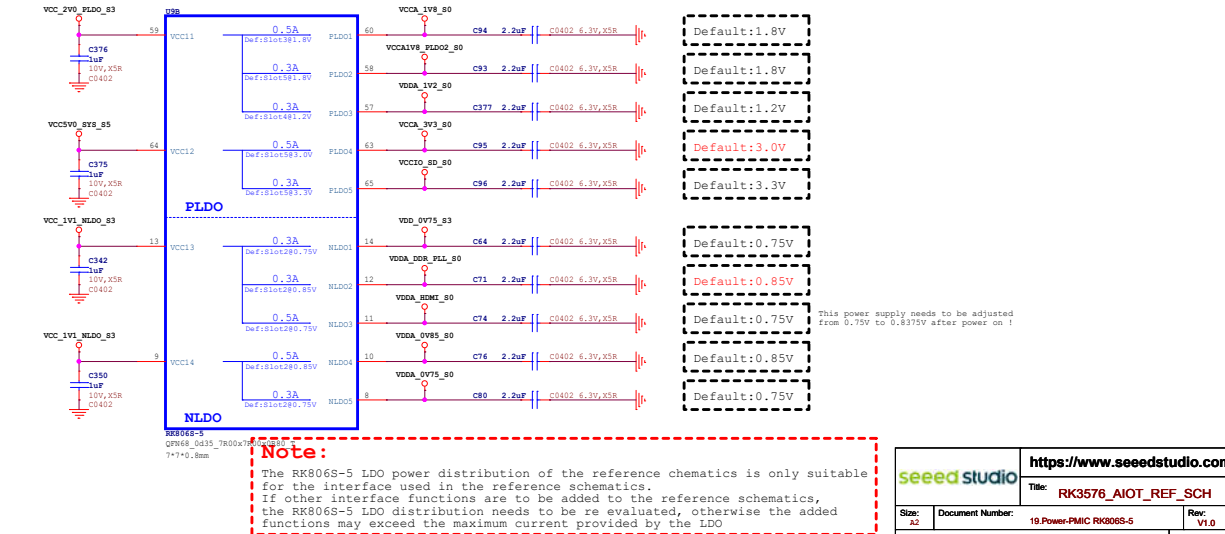 VCC_2V0_PLDO_S3
C376
1uF
10V,X5R
C0402
VCC5V0_SYS_S5
C375
1uF
10V,X5R
C0402
VCC_1V1_NLDO_S3
C342
1uF
10V,X5R
C0402
VCC_1V1_NLDO_S3
C350
1uF
10V,X5R
C0402
U9B
59 VCC11
64 VCC12
13 VCC13
9 VCC14
0.5A
Def:Slot3@1.8V
PLDO1 60
0.3A
Def:Slot5@1.8V
PLDO2 58
0.3A
Def:Slot4@1.2V
PLDO3 57
0.5A
Def:Slot5@3.0V
PLDO4 63
0.3A
Def:Slot5@3.3V
PLDO5 65
PLDO
0.3A
Def:Slot2@0.75V
NLDO1 14
0.3A
Def:Slot2@0.85V
NLDO2 12
0.5A
Def:Slot2@0.75V
NLDO3 11
0.5A
Def:Slot2@0.85V
NLDO4 10
0.3A
Def:Slot2@0.75V
NLDO5 8
NLDO
RK806S-5
7*7*0.8mm
VCCA_1V8_S0
C94 2.2uF C0402 6.3V,X5R
Default:1.8V
VCCA1V8_PLDO2_S0
C93 2.2uF C0402 6.3V,X5R
Default:1.8V
VDDA_1V2_S0
C377 2.2uF C0402 6.3V,X5R
Default:1.2V
VCCA_3V3_S0
C95 2.2uF C0402 6.3V,X5R
Default:3.0V
VCCIO_SD_S0
C96 2.2uF C0402 6.3V,X5R
Default:3.3V
VDD_0V75_S3
C64 2.2uF C0402 6.3V,X5R
Default:0.75V
VDDA_DDR_PLL_S0
C71 2.2uF C0402 6.3V,X5R
Default:0.85V
VDDA_HDMI_S0
C74 2.2uF C0402 6.3V,X5R
Default:0.75V
This power supply needs to be adjusted
from 0.75V to 0.8375V after power on !
VDDA_0V85_S0
C76 2.2uF C0402 6.3V,X5R
Default:0.85V
VDDA_0V75_S0
C80 2.2uF C0402 6.3V,X5R
Default:0.75V
Note:
The RK806S-5 LDO power distribution of the reference chematics is only suitable
for the interface used in the reference schematics.
If other interface functions are to be added to the reference schematics,
the RK806S-5 LDO distribution needs to be re evaluated, otherwise the added
functions may exceed the maximum current provided by the LDO
seeed studio
https://www.seeedstudio.com
Title: RK3576_AIOT_REF_SCH
Size: A2
Document Number: 19.Power-PMIC RK806S-5
Rev: V1.0